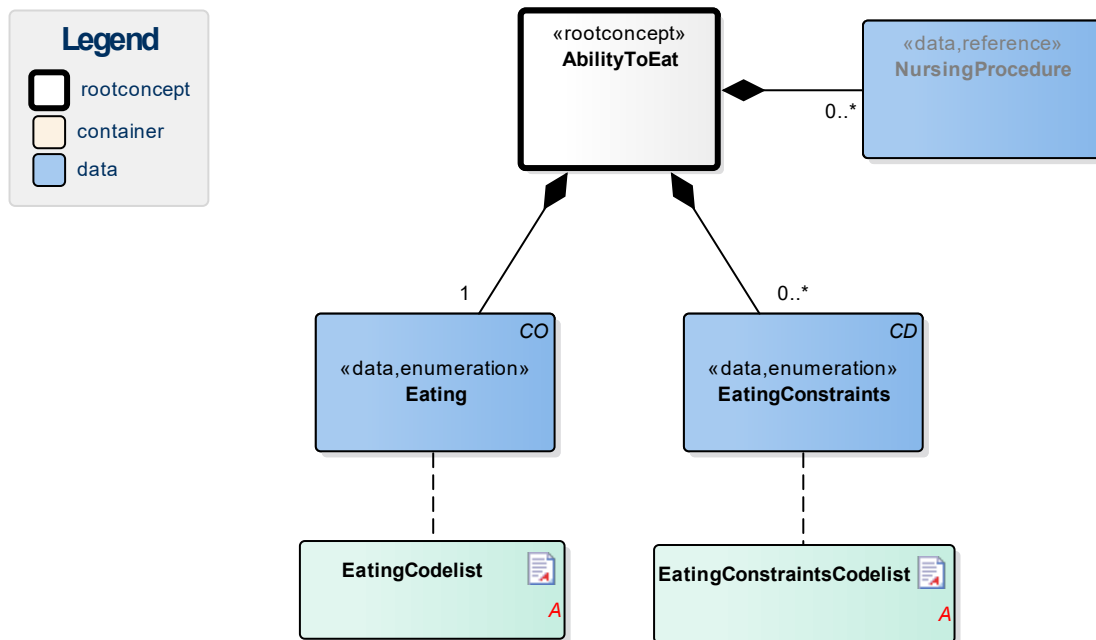 Legend
rootconcept
container
data
«rootconcept»
AbilityToEat
«data,reference»
NursingProcedure
0..*
1
0..*
CO
«data,enumeration»
Eating
CD
«data,enumeration»
EatingConstraints
EatingCodelist
A
EatingConstraintsCodelist
A